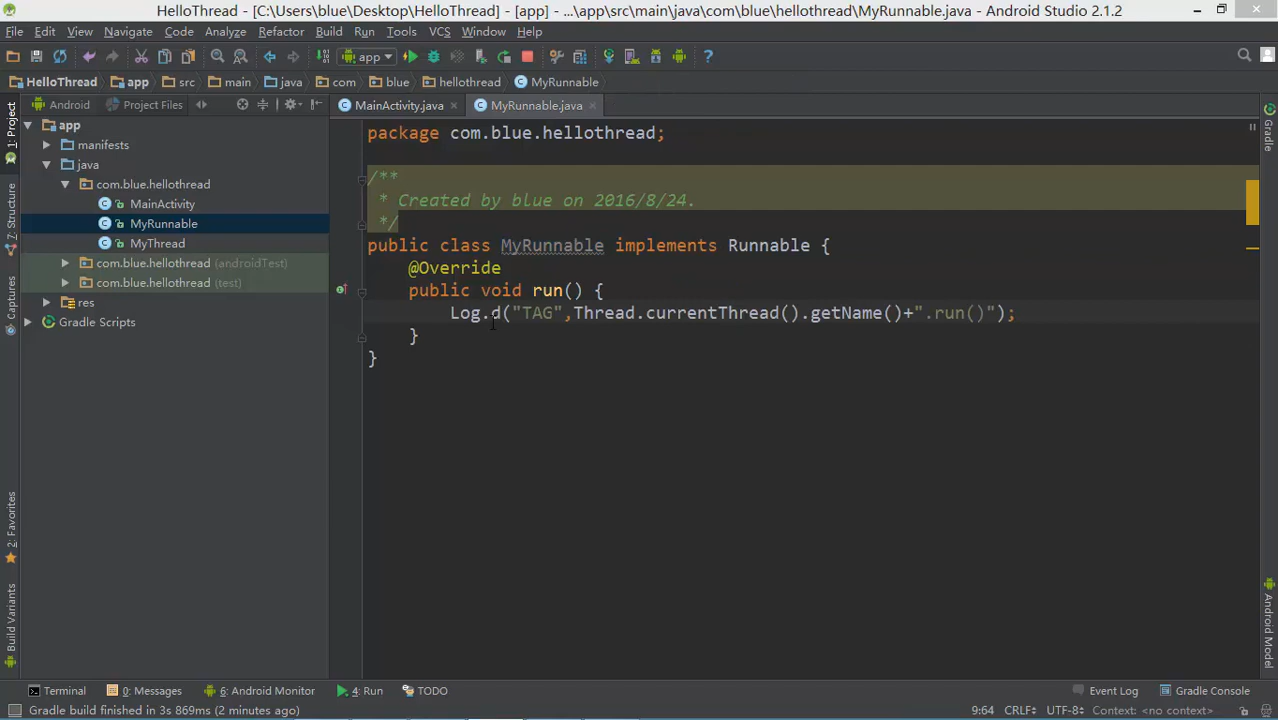 HelloThread - [C:\Users\blue\Desktop\HelloThread] - [app] - ...\app\src\main\java\com\blue\hellothread\MyRunnable.java - Android Studio 2.1.2
File Edit View Navigate Code Analyze Refactor Build Run Tools VCS Window Help
app
HelloThread app src main java com blue hellothread MyRunnable
Android Project Files
MainActivity.java MyRunnable.java
1: Project
7: Structure
Captures
2: Favorites
Build Variants
app
manifests
java
com.blue.hellothread
MainActivity
MyRunnable
MyThread
com.blue.hellothread (androidTest)
com.blue.hellothread (test)
res
Gradle Scripts
package com.blue.hellothread;
/**
* Created by blue on 2016/8/24.
*/
public class MyRunnable implements Runnable {
@Override
public void run() {
Log.d("TAG",Thread.currentThread().getName()+".run()");
}
}
Gradle
Android Model
Terminal 0: Messages 6: Android Monitor 4: Run TODO Event Log Gradle Console
Gradle build finished in 3s 869ms (2 minutes ago) 9:64 CRLF÷ UTF-8÷ Context: <no context>